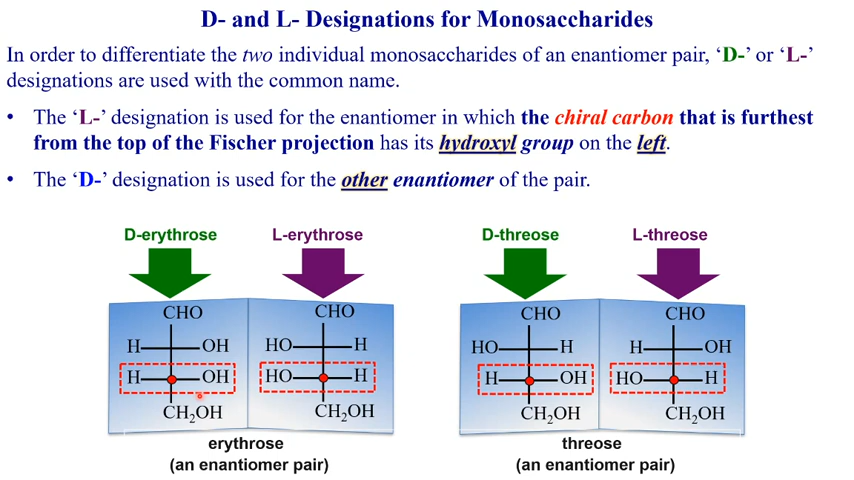 D- and L- Designations for Monosaccharides
In order to differentiate the two individual monosaccharides of an enantiomer pair, ‘D-’ or ‘L-’
designations are used with the common name.
• The ‘L-’ designation is used for the enantiomer in which the chiral carbon that is furthest
from the top of the Fischer projection has its hydroxyl group on the left.
• The ‘D-’ designation is used for the other enantiomer of the pair.
D-erythrose L-erythrose D-threose L-threose
CHO CHO CHO CHO
H OH HO H HO H H OH
H OH HO H H OH HO H
CH₂OH CH₂OH CH₂OH CH₂OH
erythrose threose
(an enantiomer pair) (an enantiomer pair)